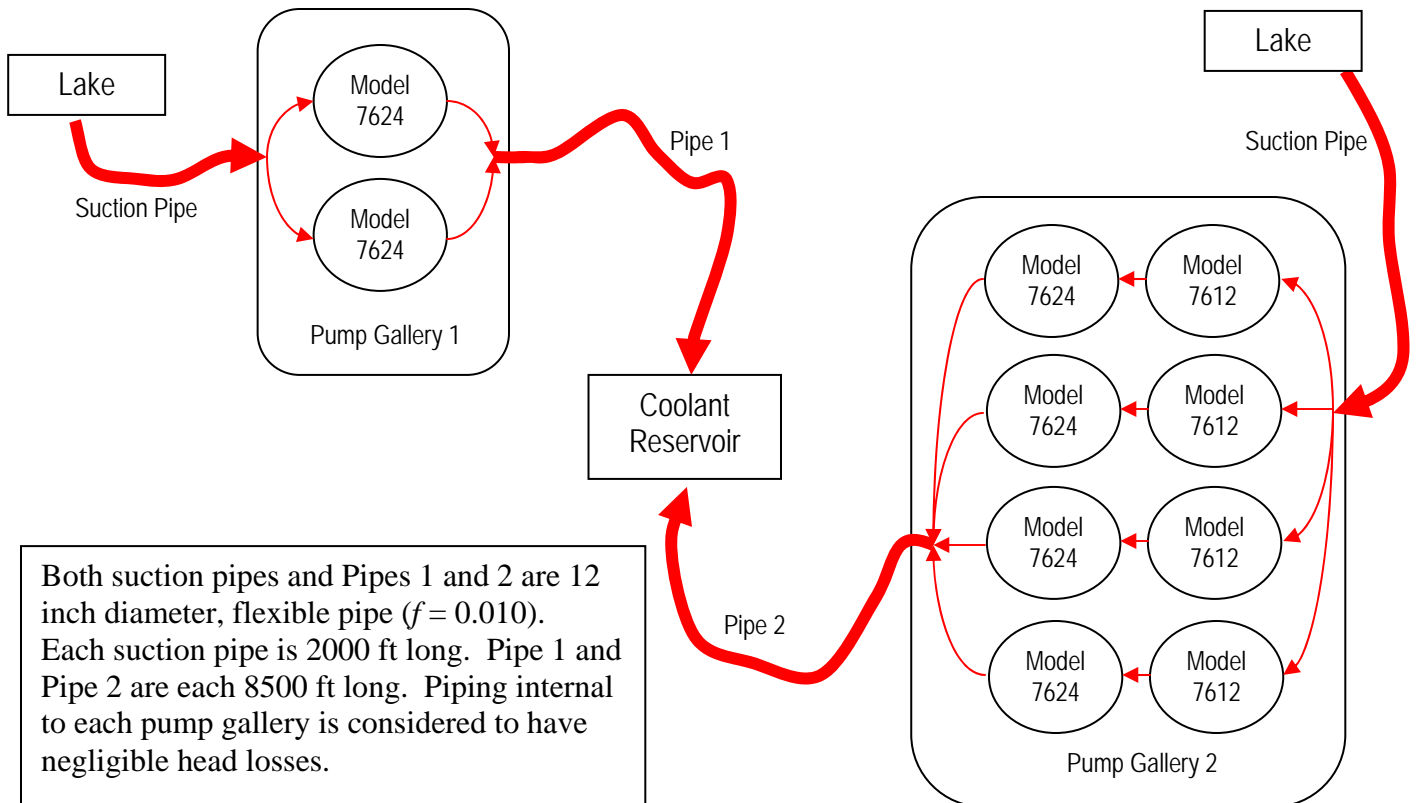 Lake
Suction Pipe
Model
7624
Model
7624
Pump Gallery 1
Pipe 1
Coolant
Reservoir
Lake
Suction Pipe
Model
7624
Model
7612
Model
7624
Model
7612
Model
7624
Model
7612
Model
7624
Model
7612
Pump Gallery 2
Pipe 2
Both suction pipes and Pipes 1 and 2 are 12
inch diameter, flexible pipe (f = 0.010).
Each suction pipe is 2000 ft long. Pipe 1 and
Pipe 2 are each 8500 ft long. Piping internal
to each pump gallery is considered to have
negligible head losses.